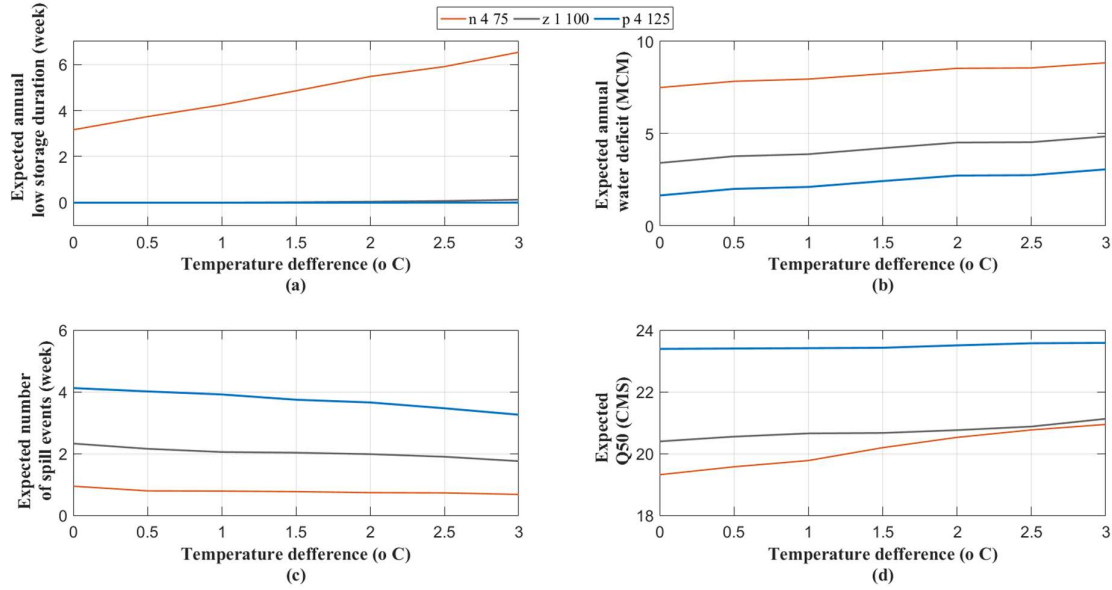 n 4 75 z 1 100 p 4 125
Expected annual
low storage duration (week)
6
4
2
0
0 0.5 1 1.5 2 2.5 3
Temperature defference (o C)
(a)
Expected annual
water deficit (MCM)
10
5
0
0 0.5 1 1.5 2 2.5 3
Temperature defference (o C)
(b)
Expected number
of spill events (week)
6
4
2
0
0 0.5 1 1.5 2 2.5 3
Temperature defference (o C)
(c)
Expected
Q50 (CMS)
24
22
20
18
0 0.5 1 1.5 2 2.5 3
Temperature defference (o C)
(d)